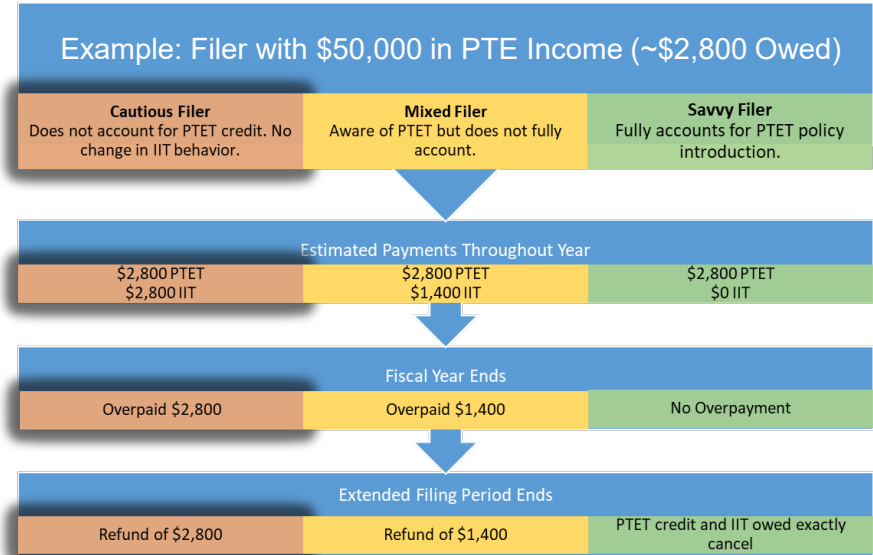 Example: Filer with $50,000 in PTE Income (~$2,800 Owed)
Cautious Filer
Does not account for PTET credit. No
change in IIT behavior.
Mixed Filer
Aware of PTET but does not fully
account.
Savvy Filer
Fully accounts for PTET policy
introduction.
Estimated Payments Throughout Year
$2,800 PTET
$2,800 IIT
$2,800 PTET
$1,400 IIT
$2,800 PTET
$0 IIT
Fiscal Year Ends
Overpaid $2,800
Overpaid $1,400
No Overpayment
Extended Filing Period Ends
Refund of $2,800
Refund of $1,400
PTET credit and IIT owed exactly
cancel